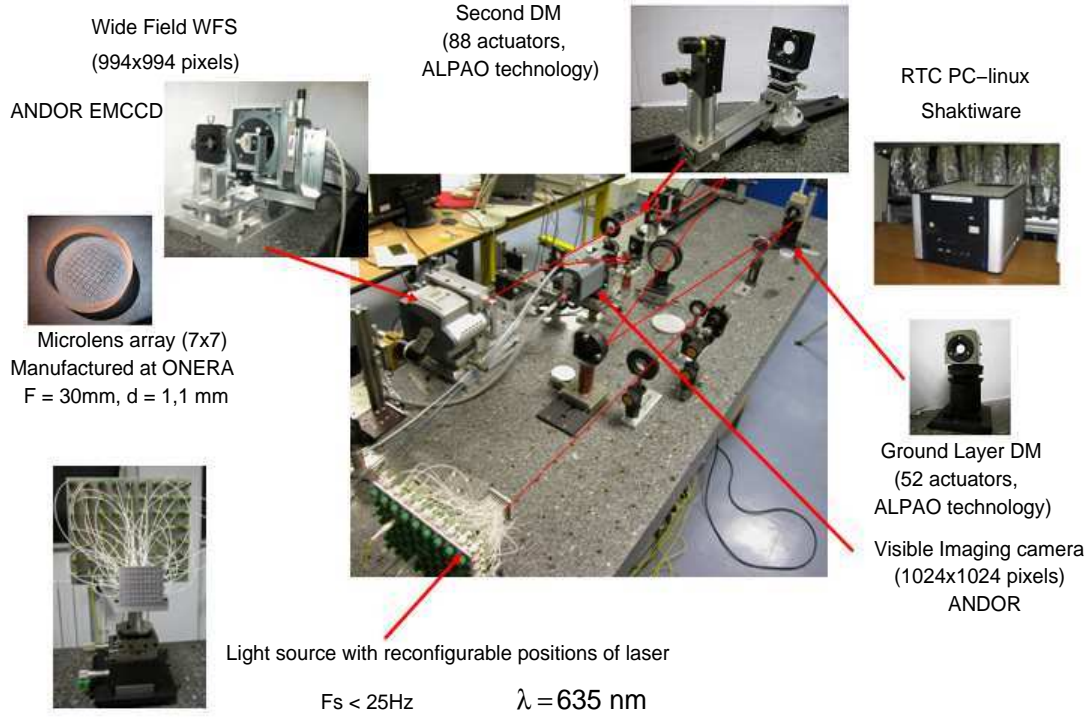 Wide Field WFS
(994x994 pixels)
ANDOR EMCCD
Second DM
(88 actuators,
ALPAO technology)
RTC PC–linux
Shaktiware
Microlens array (7x7)
Manufactured at ONERA
F = 30mm, d = 1,1 mm
Ground Layer DM
(52 actuators,
ALPAO technology)
Visible Imaging camera
(1024x1024 pixels)
ANDOR
Light source with reconfigurable positions of laser
Fs < 25Hz
λ = 635 nm